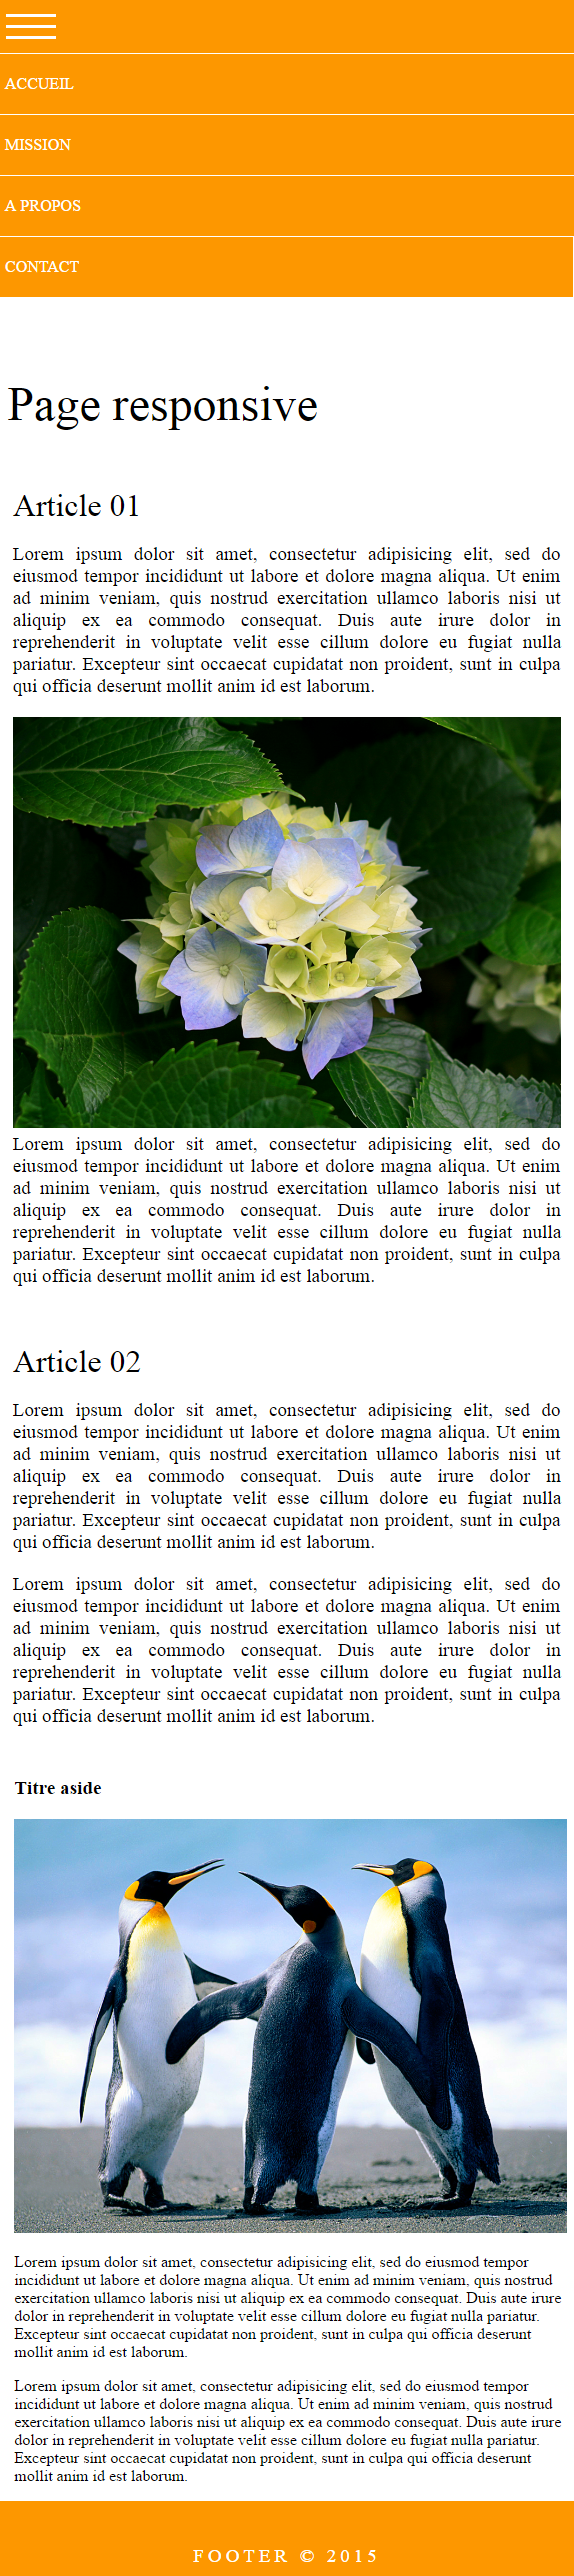 ACCUEIL
MISSION
A PROPOS
CONTACT
Page responsive
Article 01
Lorem ipsum dolor sit amet, consectetur adipisicing elit, sed do
eiusmod tempor incididunt ut labore et dolore magna aliqua. Ut enim
ad minim veniam, quis nostrud exercitation ullamco laboris nisi ut
aliquip ex ea commodo consequat. Duis aute irure dolor in
reprehenderit in voluptate velit esse cillum dolore eu fugiat nulla
pariatur. Excepteur sint occaecat cupidatat non proident, sunt in culpa
qui officia deserunt mollit anim id est laborum.
Lorem ipsum dolor sit amet, consectetur adipisicing elit, sed do
eiusmod tempor incididunt ut labore et dolore magna aliqua. Ut enim
ad minim veniam, quis nostrud exercitation ullamco laboris nisi ut
aliquip ex ea commodo consequat. Duis aute irure dolor in
reprehenderit in voluptate velit esse cillum dolore eu fugiat nulla
pariatur. Excepteur sint occaecat cupidatat non proident, sunt in culpa
qui officia deserunt mollit anim id est laborum.
Article 02
Lorem ipsum dolor sit amet, consectetur adipisicing elit, sed do
eiusmod tempor incididunt ut labore et dolore magna aliqua. Ut enim
ad minim veniam, quis nostrud exercitation ullamco laboris nisi ut
aliquip ex ea commodo consequat. Duis aute irure dolor in
reprehenderit in voluptate velit esse cillum dolore eu fugiat nulla
pariatur. Excepteur sint occaecat cupidatat non proident, sunt in culpa
qui officia deserunt mollit anim id est laborum.
Lorem ipsum dolor sit amet, consectetur adipisicing elit, sed do
eiusmod tempor incididunt ut labore et dolore magna aliqua. Ut enim
ad minim veniam, quis nostrud exercitation ullamco laboris nisi ut
aliquip ex ea commodo consequat. Duis aute irure dolor in
reprehenderit in voluptate velit esse cillum dolore eu fugiat nulla
pariatur. Excepteur sint occaecat cupidatat non proident, sunt in culpa
qui officia deserunt mollit anim id est laborum.
Titre aside
Lorem ipsum dolor sit amet, consectetur adipisicing elit, sed do eiusmod tempor
incididunt ut labore et dolore magna aliqua. Ut enim ad minim veniam, quis nostrud
exercitation ullamco laboris nisi ut aliquip ex ea commodo consequat. Duis aute irure
dolor in reprehenderit in voluptate velit esse cillum dolore eu fugiat nulla pariatur.
Excepteur sint occaecat cupidatat non proident, sunt in culpa qui officia deserunt
mollit anim id est laborum.
Lorem ipsum dolor sit amet, consectetur adipisicing elit, sed do eiusmod tempor
incididunt ut labore et dolore magna aliqua. Ut enim ad minim veniam, quis nostrud
exercitation ullamco laboris nisi ut aliquip ex ea commodo consequat. Duis aute irure
dolor in reprehenderit in voluptate velit esse cillum dolore eu fugiat nulla pariatur.
Excepteur sint occaecat cupidatat non proident, sunt in culpa qui officia deserunt
mollit anim id est laborum.
FOOTER © 2015